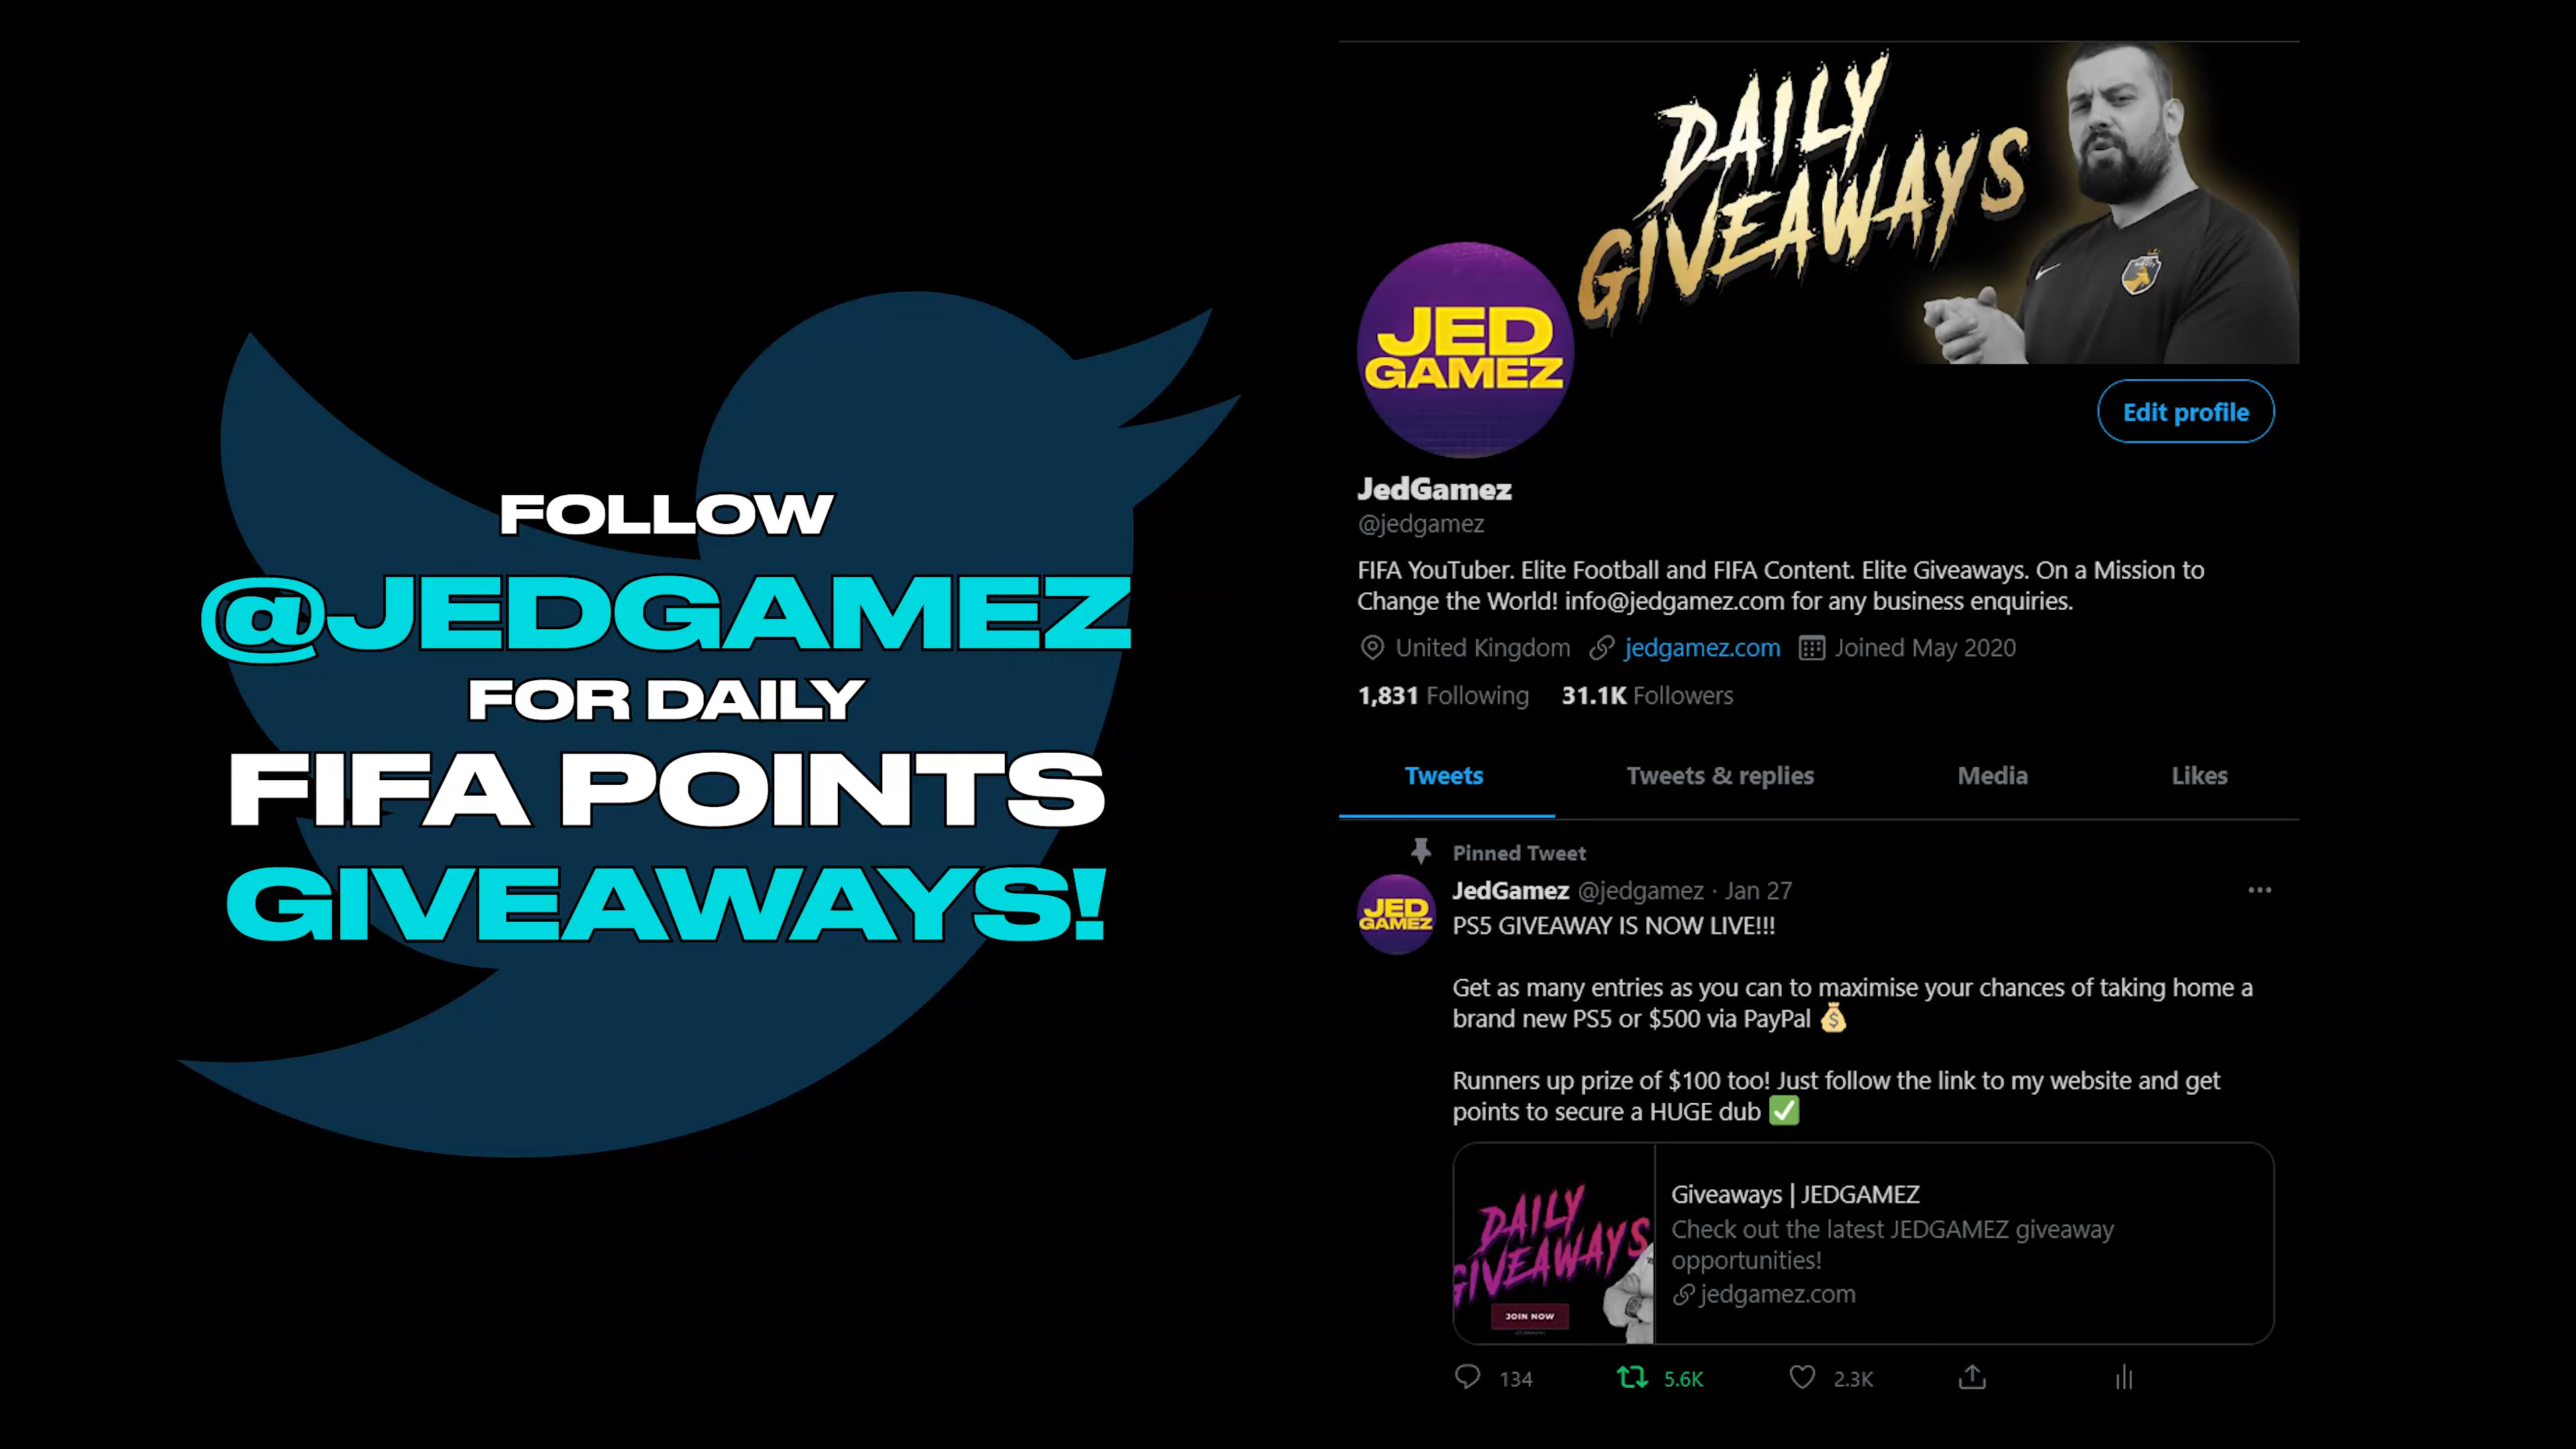 FOLLOW
@JEDGAMEZ
FOR DAILY
FIFA POINTS
GIVEAWAYS!
DAILY
GIVEAWAYS
JED
GAMEZ
Edit profile
JedGamez
@jedgamez
FIFA YouTuber. Elite Football and FIFA Content. Elite Giveaways. On a Mission to
Change the World! info@jedgamez.com for any business enquiries.
United Kingdom jedgamez.com Joined May 2020
1,831 Following 31.1K Followers
Tweets Tweets & replies Media Likes
Pinned Tweet
JED
GAMEZ
JedGamez @jedgamez · Jan 27
PS5 GIVEAWAY IS NOW LIVE!!!
Get as many entries as you can to maximise your chances of taking home a
brand new PS5 or $500 via PayPal 💰
Runners up prize of $100 too! Just follow the link to my website and get
points to secure a HUGE dub ✅
DAILY
GIVEAWAYS
JOIN NOW
Giveaways | JEDGAMEZ
Check out the latest JEDGAMEZ giveaway
opportunities!
jedgamez.com
134 5.6K 2.3K